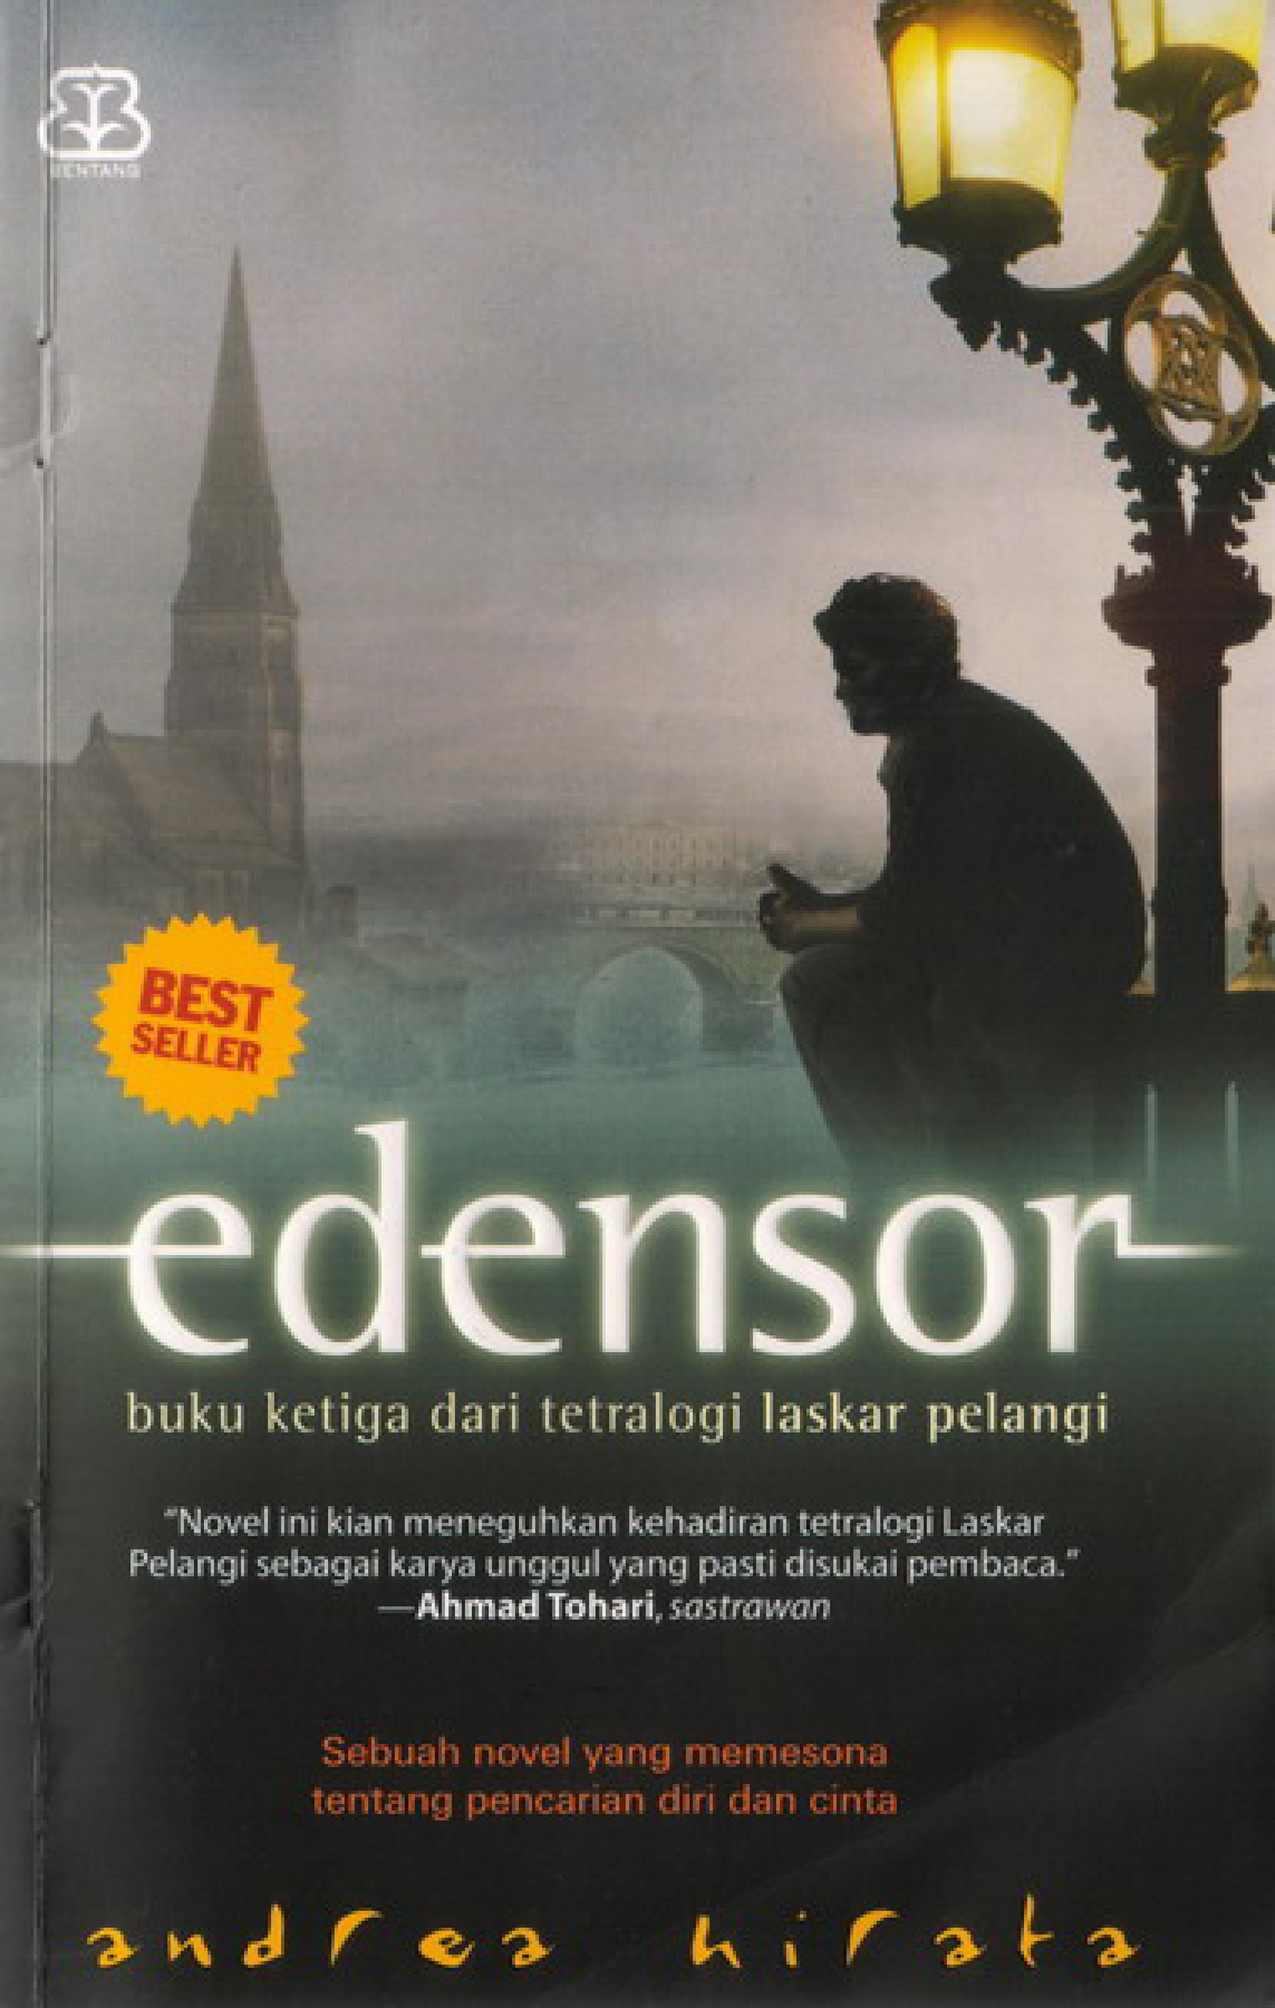 BENTANG
BEST
SELLER
edensor
buku ketiga dari tetralogi laskar pelangi
“Novel ini kian meneguhkan kehadiran tetralogi Laskar
Pelangi sebagai karya unggul yang pasti disukai pembaca.”
—Ahmad Tohari, sastrawan
Sebuah novel yang memesona
tentang pencarian diri dan cinta
andrea hirata